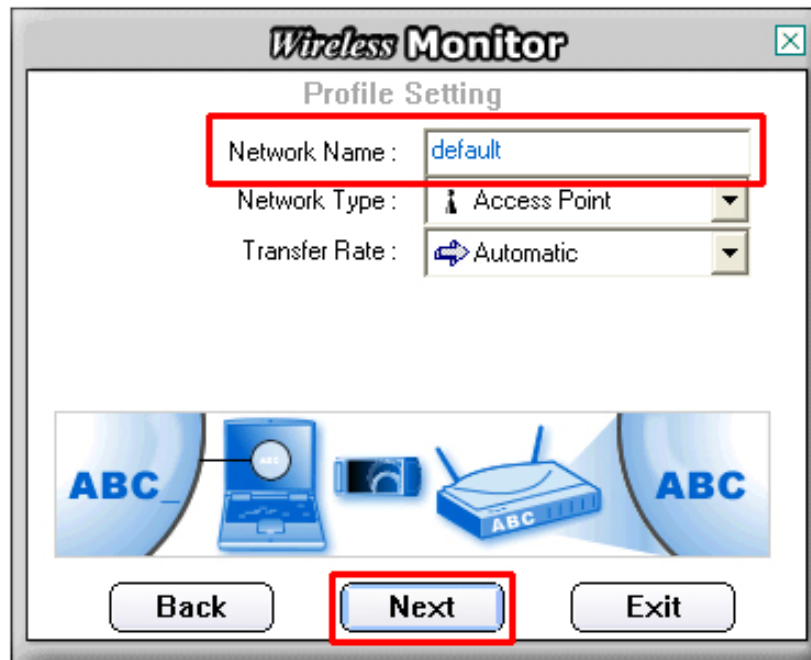 Wireless Monitor
Profile Setting
Network Name : default
Network Type : Access Point
Transfer Rate : Automatic
ABC_
ABC
ABC
ABC
Back Next Exit